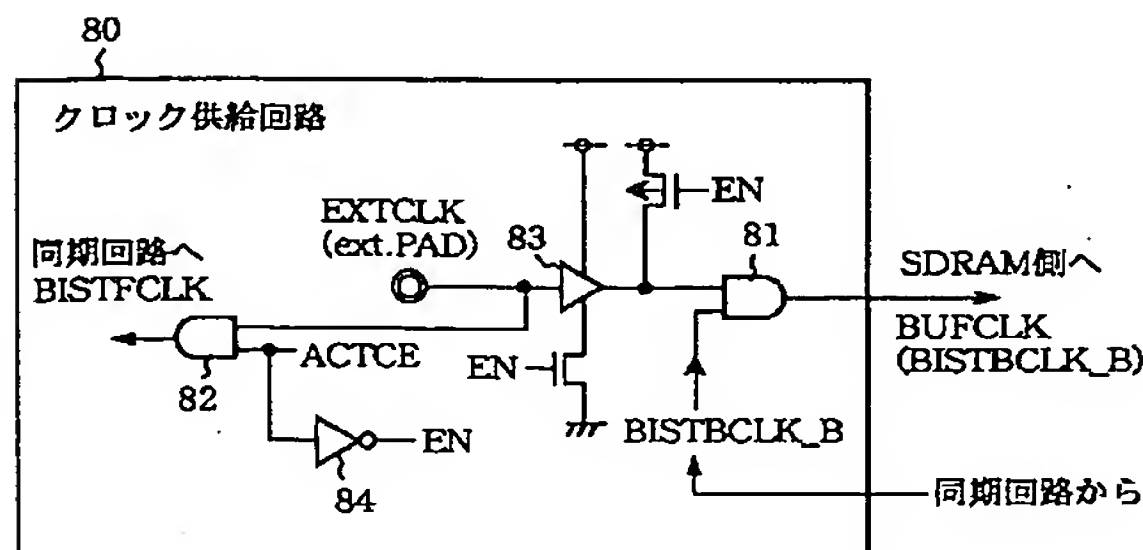 80
クロック供給回路
EXTCLK
(ext.PAD)
83
EN
81
同期回路へ
BISTFCLK
SDRAM側へ
BUFCLK
(BISTBCLK_B)
82
ACTCE
EN
84
EN
BISTBCLK_B
同期回路から